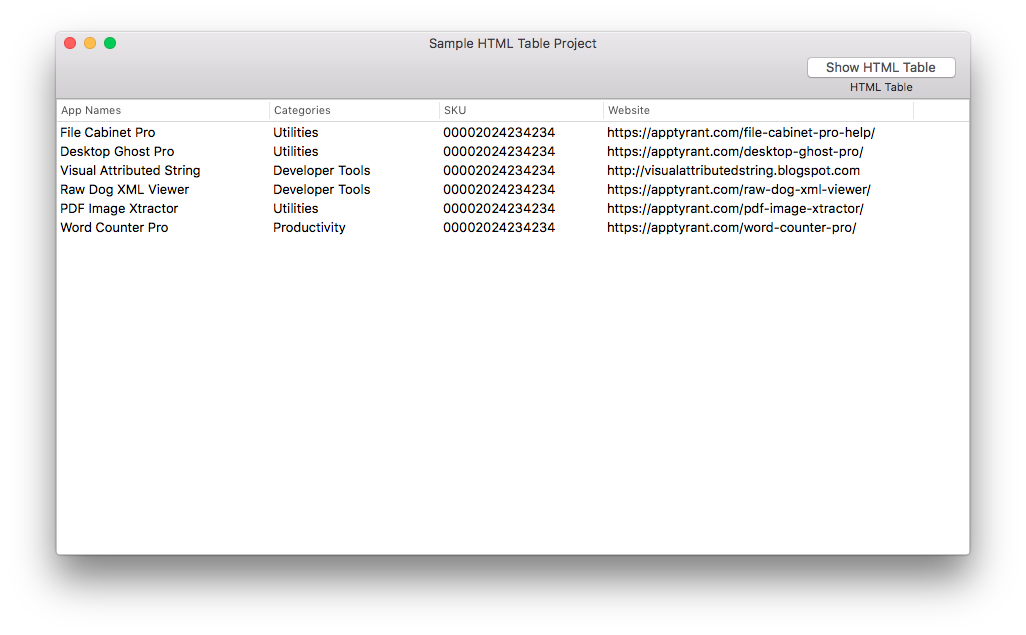 Sample HTML Table Project
Show HTML Table
HTML Table
App Names Categories SKU Website
File Cabinet Pro Utilities 00002024234234 https://apptyrant.com/file-cabinet-pro-help/
Desktop Ghost Pro Utilities 00002024234234 https://apptyrant.com/desktop-ghost-pro/
Visual Attributed String Developer Tools 00002024234234 http://visualattributedstring.blogspot.com
Raw Dog XML Viewer Developer Tools 00002024234234 https://apptyrant.com/raw-dog-xml-viewer/
PDF Image Xtractor Utilities 00002024234234 https://apptyrant.com/pdf-image-xtractor/
Word Counter Pro Productivity 00002024234234 https://apptyrant.com/word-counter-pro/